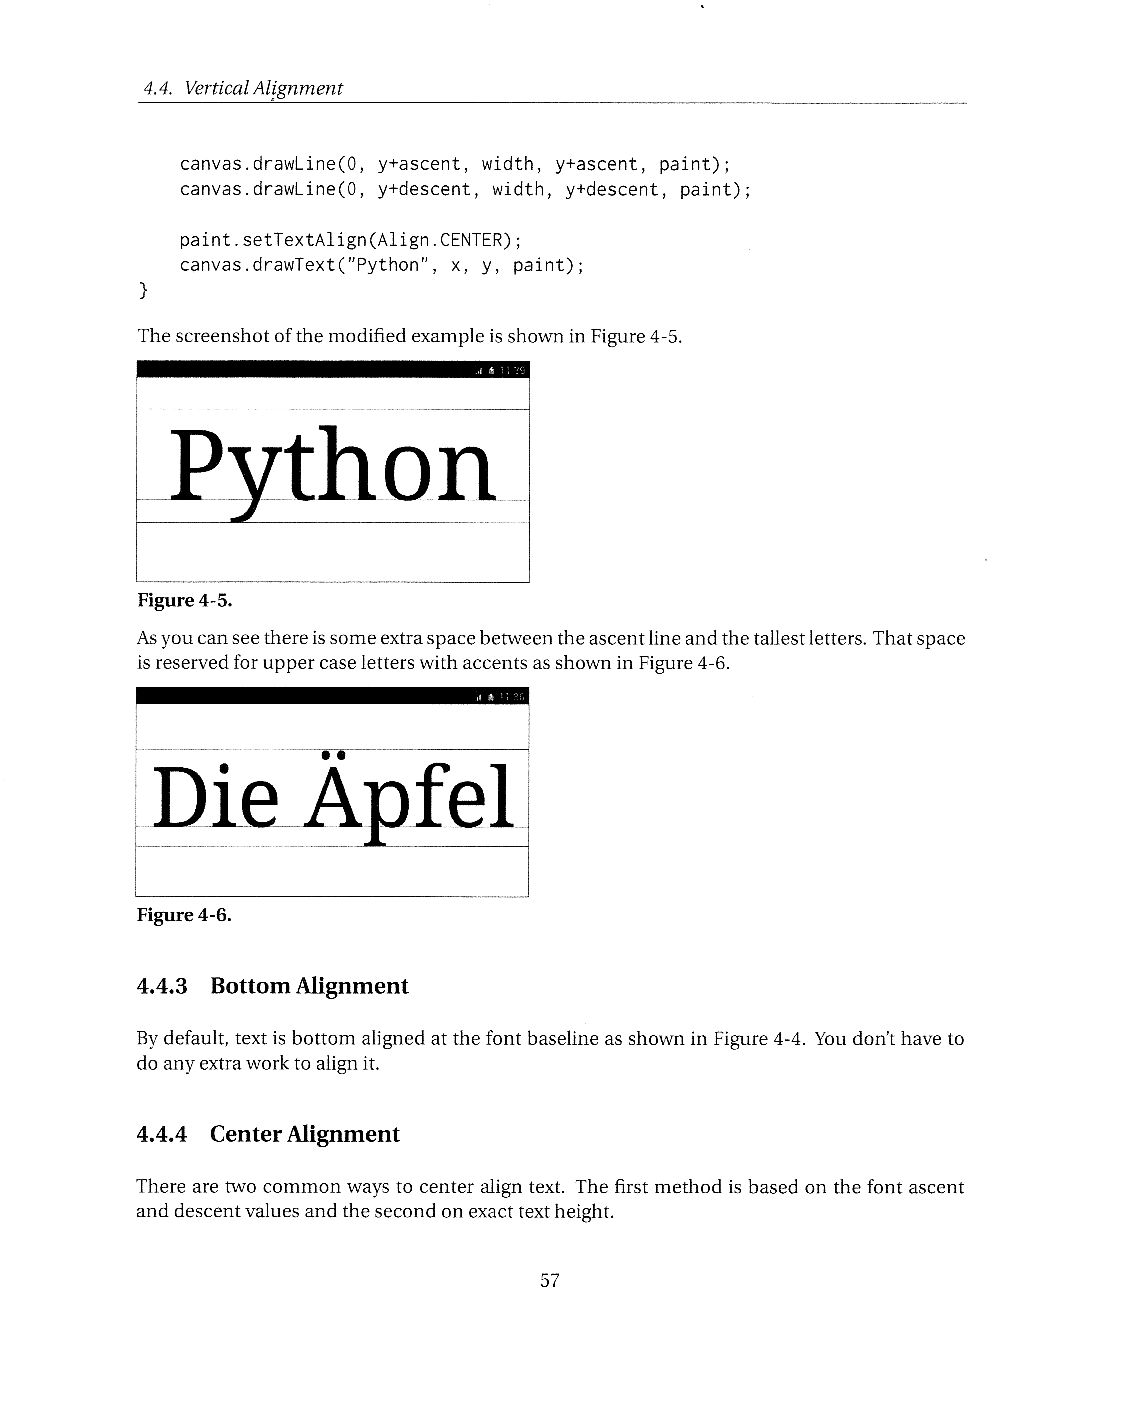 4.4. Vertical Alignment
canvas.drawLine(0, y+ascent, width, y+ascent, paint);
canvas.drawLine(0, y+descent, width, y+descent, paint);
paint.setTextAlign(Align.CENTER);
canvas.drawText("Python", x, y, paint);
}
The screenshot of the modified example is shown in Figure 4-5.
Python
Figure 4-5.
As you can see there is some extra space between the ascent line and the tallest letters. That space
is reserved for upper case letters with accents as shown in Figure 4-6.
Die Äpfel
Figure 4-6.
4.4.3 Bottom Alignment
By default, text is bottom aligned at the font baseline as shown in Figure 4-4. You don't have to
do any extra work to align it.
4.4.4 Center Alignment
There are two common ways to center align text. The first method is based on the font ascent
and descent values and the second on exact text height.
57